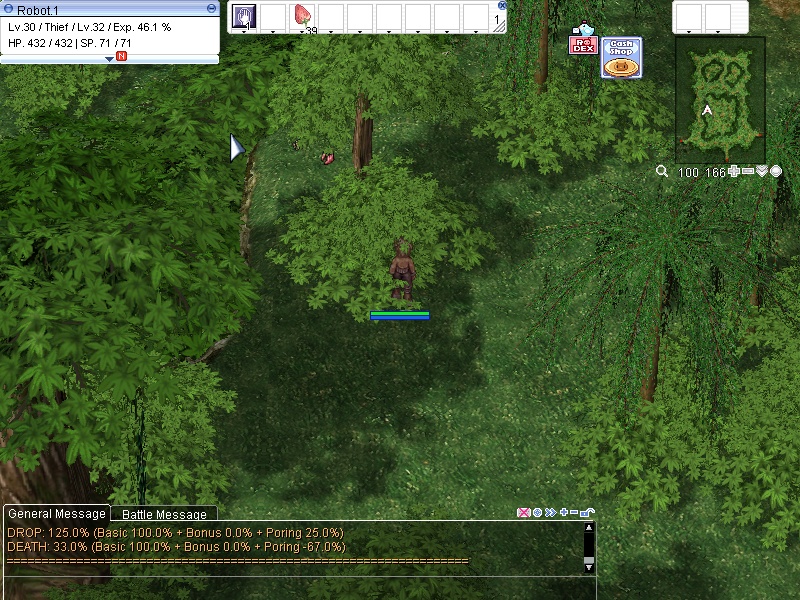 Robot.1
Lv.30 / Thief / Lv.32 / Exp. 46.1 %
HP. 432 / 432 | SP. 71 / 71
N
1
39
1
RODEX
Cash Shop
100 166
General Message Battle Message
DROP: 125.0% (Basic 100.0% + Bonus 0.0% + Poring 25.0%)
DEATH: 33.0% (Basic 100.0% + Bonus 0.0% + Poring -67.0%)